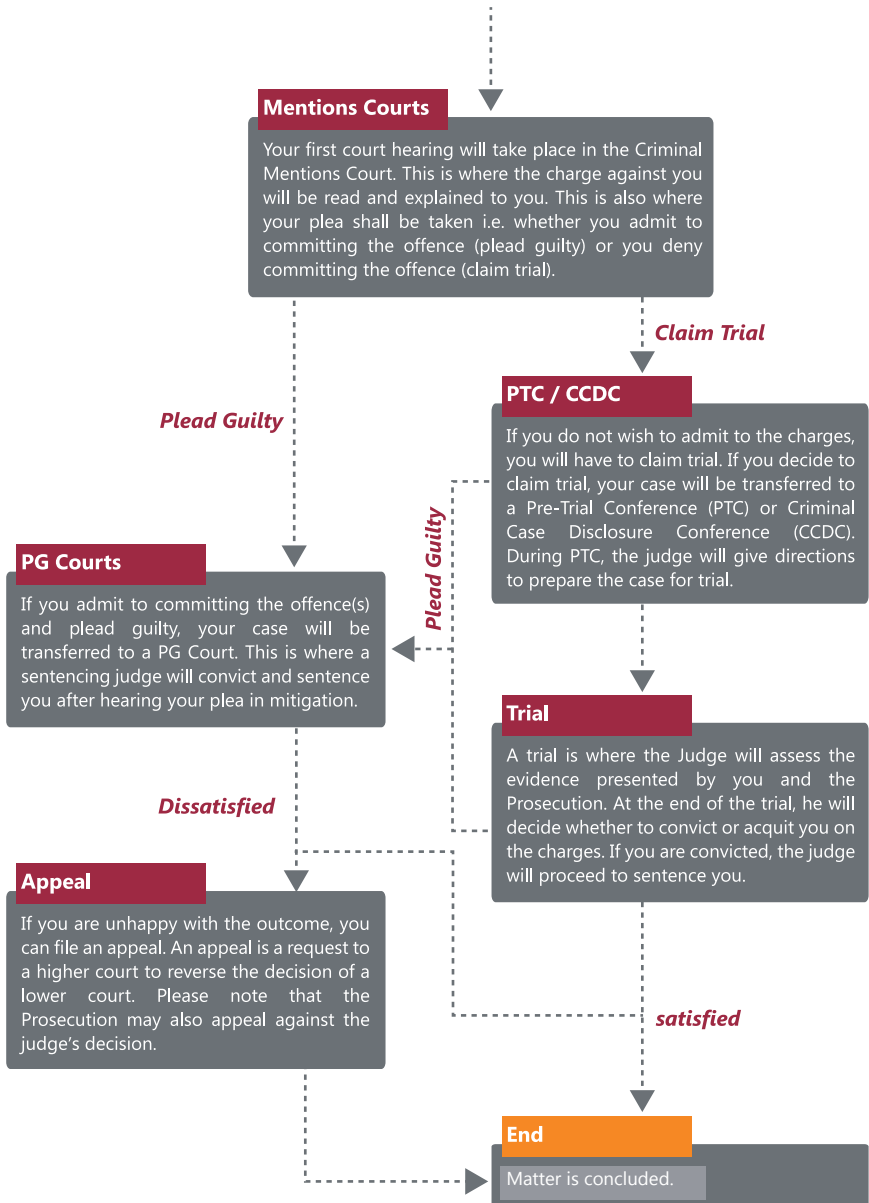 Mentions Courts
Your first court hearing will take place in the Criminal
Mentions Court. This is where the charge against you
will be read and explained to you. This is also where
your plea shall be taken i.e. whether you admit to
committing the offence (plead guilty) or you deny
committing the offence (claim trial).
Claim Trial
Plead Guilty
PTC / CCDC
If you do not wish to admit to the charges,
you will have to claim trial. If you decide to
claim trial, your case will be transferred to
a Pre-Trial Conference (PTC) or Criminal
Case Disclosure Conference (CCDC).
During PTC, the judge will give directions
to prepare the case for trial.
Plead Guilty
PG Courts
If you admit to committing the offence(s)
and plead guilty, your case will be
transferred to a PG Court. This is where a
sentencing judge will convict and sentence
you after hearing your plea in mitigation.
Trial
A trial is where the Judge will assess the
evidence presented by you and the
Prosecution. At the end of the trial, he will
decide whether to convict or acquit you on
the charges. If you are convicted, the judge
will proceed to sentence you.
Dissatisfied
Appeal
If you are unhappy with the outcome, you
can file an appeal. An appeal is a request to
a higher court to reverse the decision of a
lower court. Please note that the
Prosecution may also appeal against the
judge's decision.
satisfied
End
Matter is concluded.